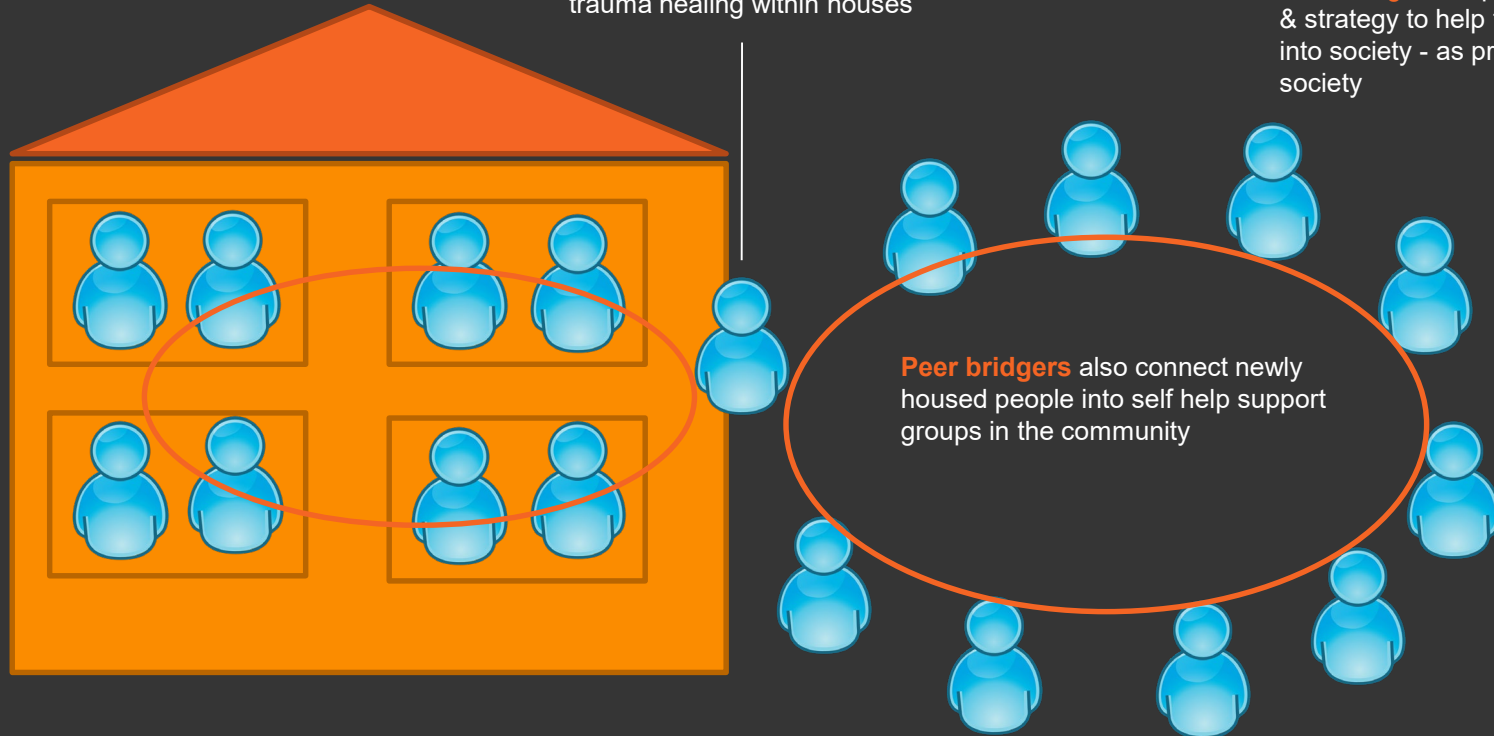 trauma healing within houses
& strategy to help
into society - as
society
Peer bridgers also connect newly
housed people into self help support
groups in the community